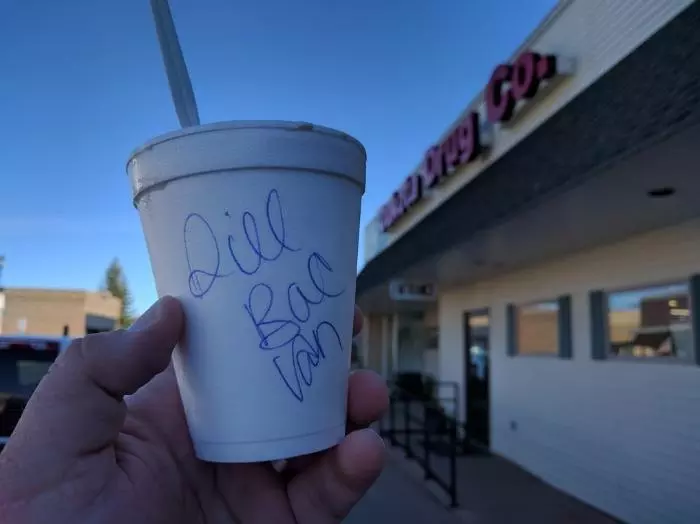 Drug Co.
Dill
Bac
Van